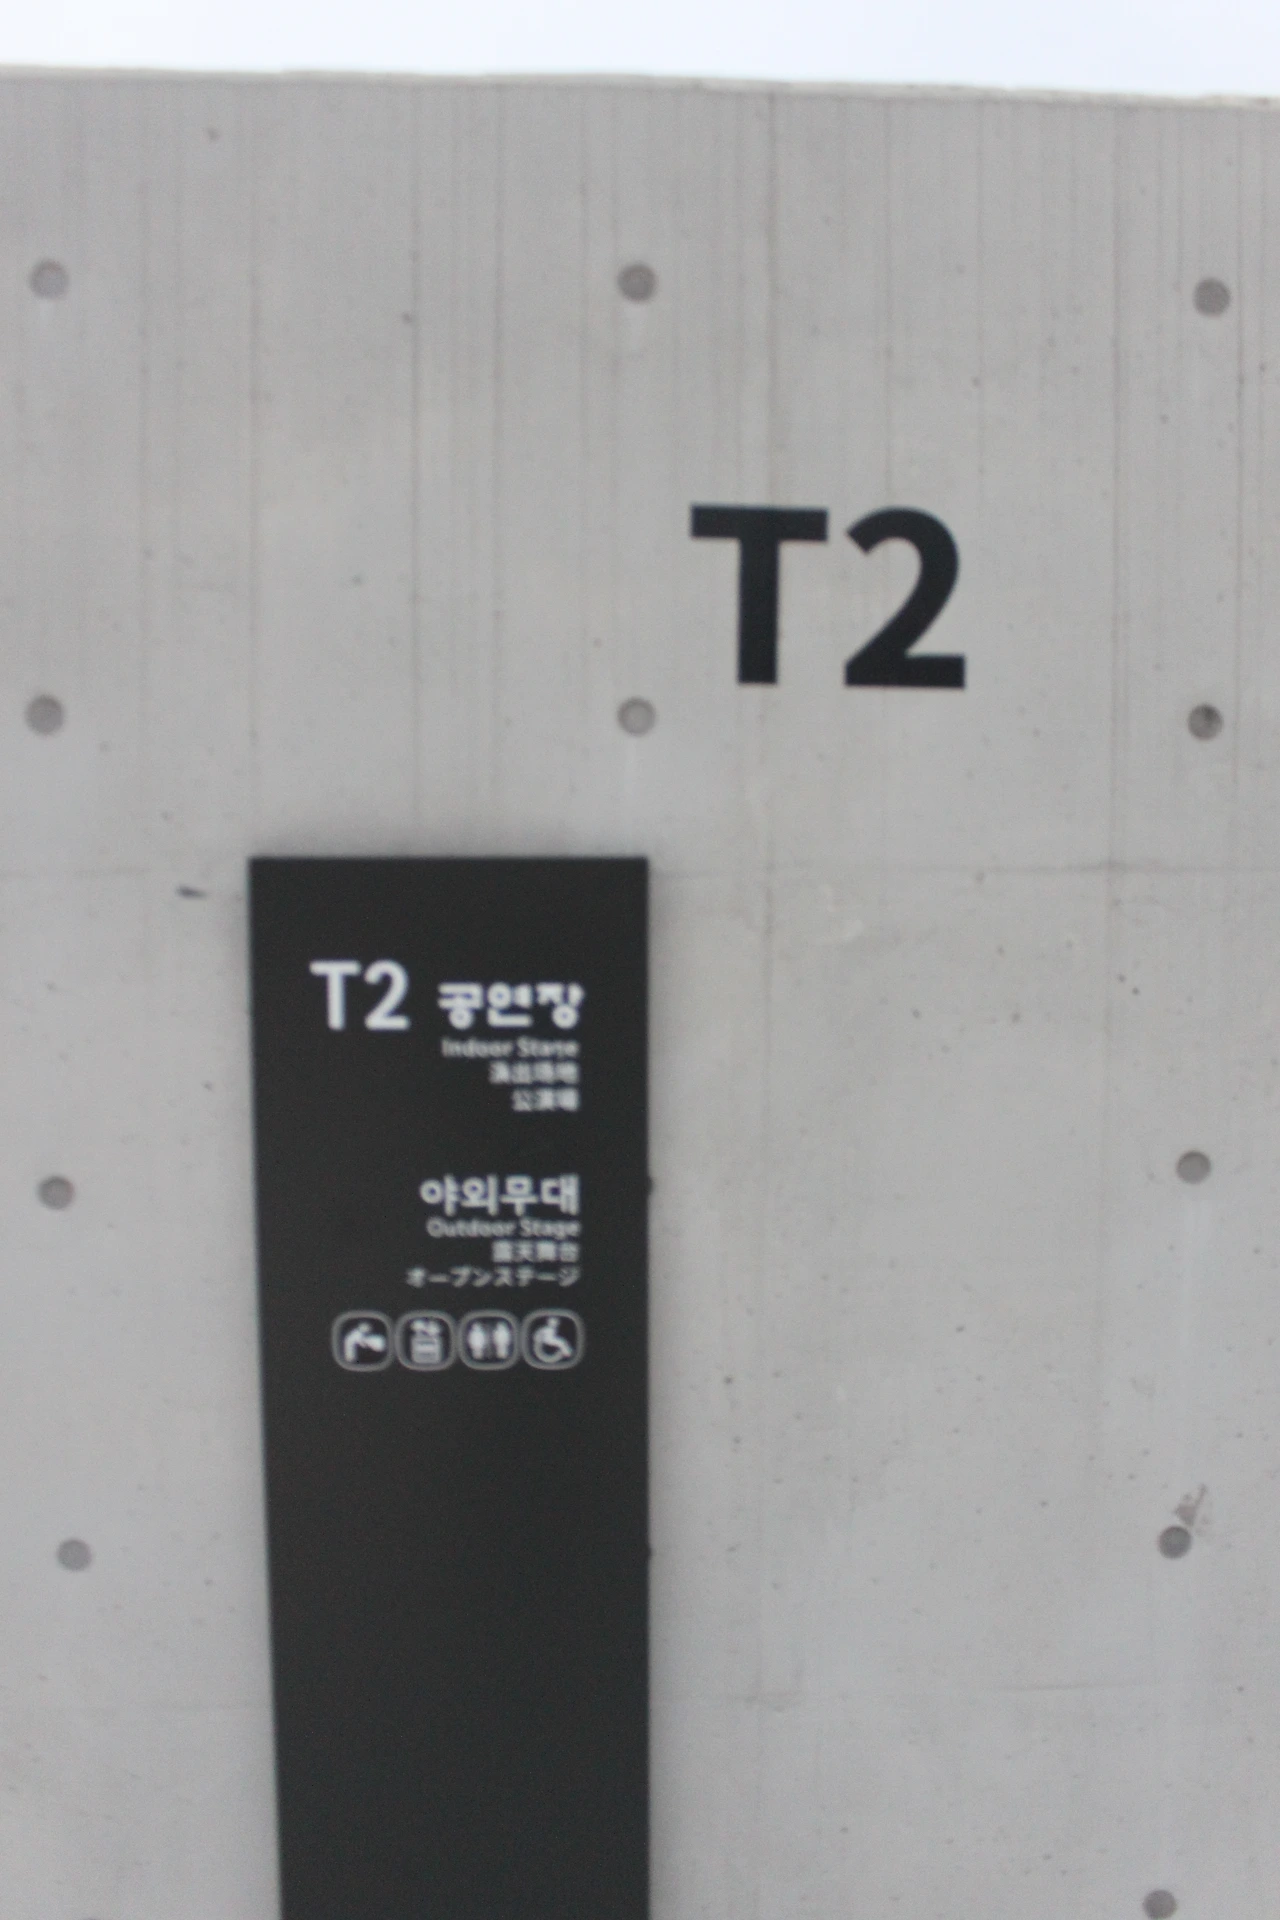 T2
T2 공연장
Indoor Stage
演出场地
公演場
야외무대
Outdoor Stage
露天舞台
オープンステージ